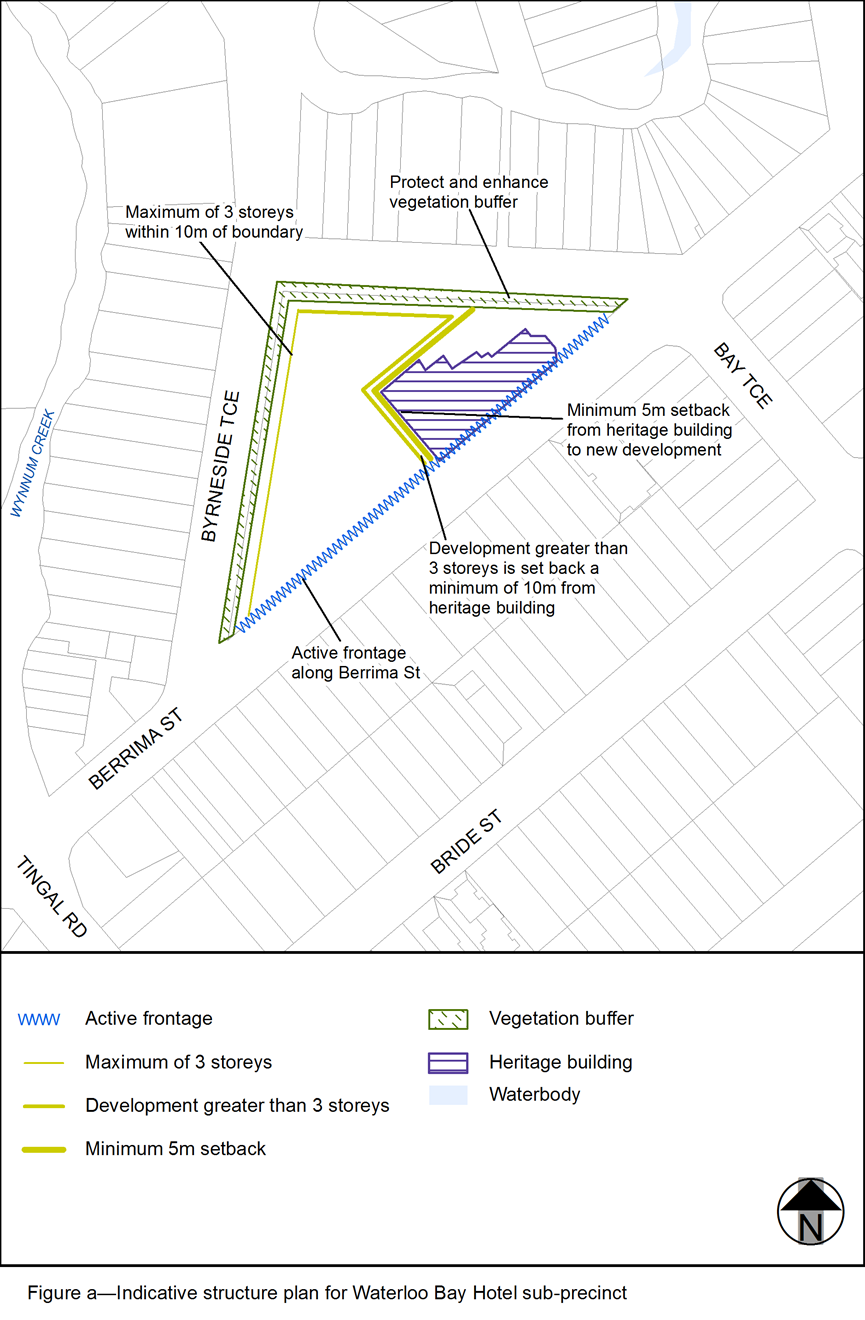 Protect and enhance
vegetation buffer
Maximum of 3 storeys
within 10m of boundary
BAY TCE
BYRNESIDE TCE
WYNNUM CREEK
Minimum 5m setback
from heritage building
to new development
Development greater than
3 storeys is set back a
minimum of 10m from
heritage building
Active frontage
along Berrima St
BERRIMA ST
BRIDE ST
TINGAL RD
Active frontage
Maximum of 3 storeys
Development greater than 3 storeys
Minimum 5m setback
Vegetation buffer
Heritage building
Waterbody
N
Figure a—Indicative structure plan for Waterloo Bay Hotel sub-precinct